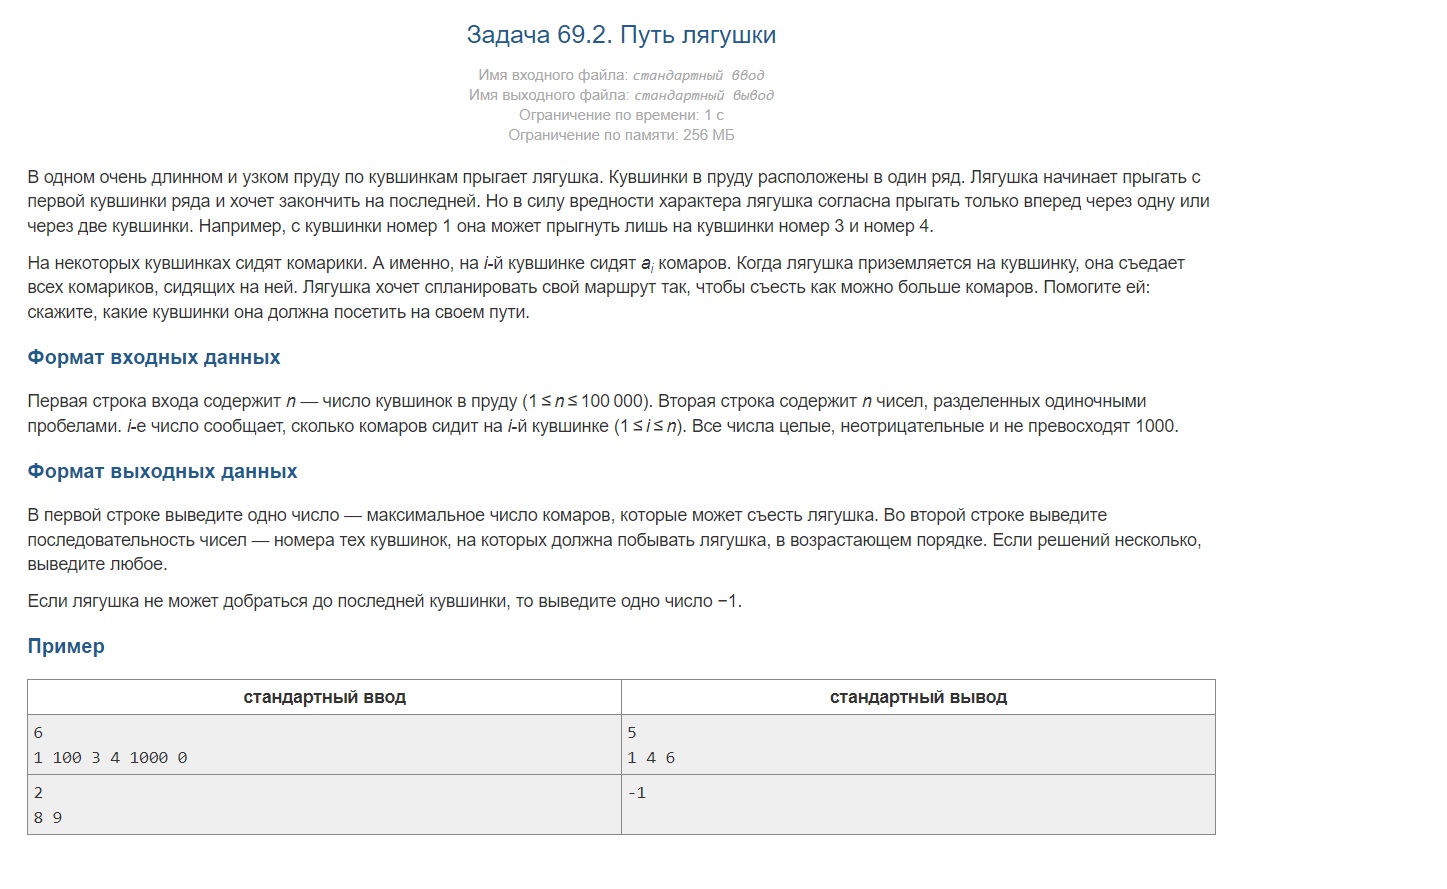 Задача 69.2. Путь лягушки
Имя входного файла: стандартный ввод
Имя выходного файла: стандартный вывод
Ограничение по времени: 1 с
Ограничение по памяти: 256 МБ
В одном очень длинном и узком пруду по кувшинкам прыгает лягушка. Кувшинки в пруду расположены в один ряд. Лягушка начинает прыгать с
первой кувшинки ряда и хочет закончить на последней. Но в силу вредности характера лягушка согласна прыгать только вперед через одну или
через две кувшинки. Например, с кувшинки номер 1 она может прыгнуть лишь на кувшинки номер 3 и номер 4.
На некоторых кувшинках сидят комарики. А именно, на i-й кувшинке сидят aᵢ комаров. Когда лягушка приземляется на кувшинку, она съедает
всех комариков, сидящих на ней. Лягушка хочет спланировать свой маршрут так, чтобы съесть как можно больше комаров. Помогите ей:
скажите, какие кувшинки она должна посетить на своем пути.
Формат входных данных
Первая строка входа содержит n — число кувшинок в пруду (1 ≤ n ≤ 100 000). Вторая строка содержит n чисел, разделенных одиночными
пробелами. i-е число сообщает, сколько комаров сидит на i-й кувшинке (1 ≤ i ≤ n). Все числа целые, неотрицательные и не превосходят 1000.
Формат выходных данных
В первой строке выведите одно число — максимальное число комаров, которые может съесть лягушка. Во второй строке выведите
последовательность чисел — номера тех кувшинок, на которых должна побывать лягушка, в возрастающем порядке. Если решений несколько,
выведите любое.
Если лягушка не может добраться до последней кувшинки, то выведите одно число −1.
Пример
стандартный ввод стандартный вывод
6 5
1 100 3 4 1000 0 1 4 6
2 -1
8 9